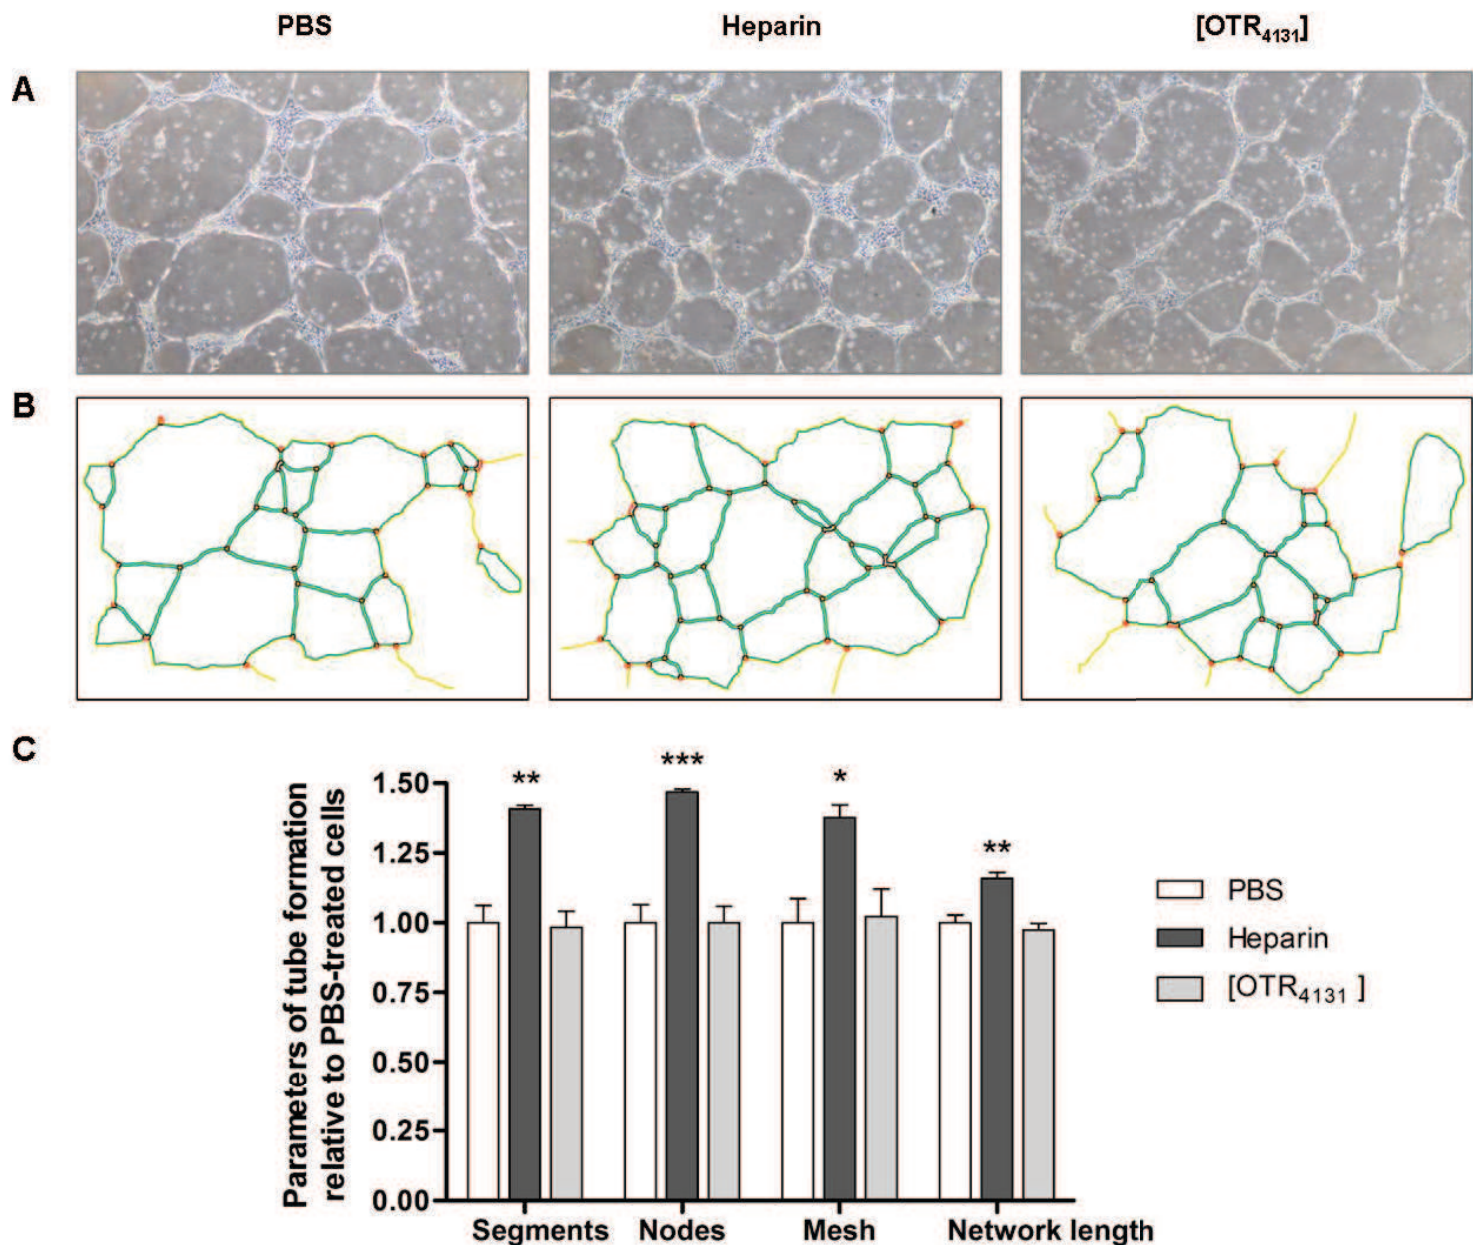 PBS Heparin [OTR4131]
A
B
C
Parameters of tube formation
relative to PBS-treated cells
1.50
1.25
1.00
0.75
0.50
0.25
0.00
** *** * **
Segments Nodes Mesh Network length
PBS
Heparin
[OTR4131 ]